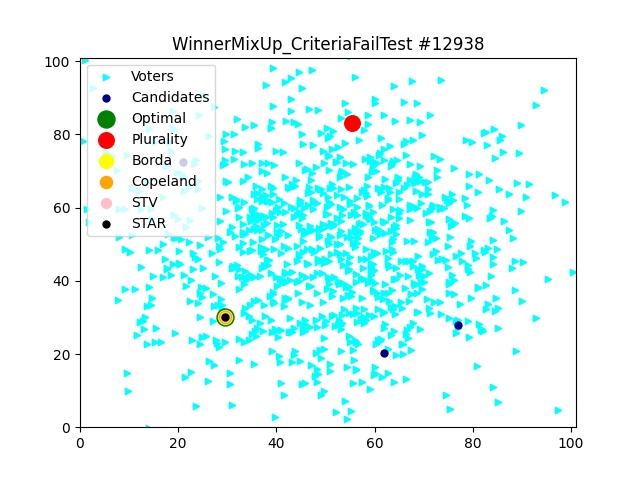 WinnerMixUp_CriteriaFailTest #12938
100
80
60
40
20
0
Voters
Candidates
Optimal
Plurality
Borda
Copeland
STV
STAR
0 20 40 60 80 100